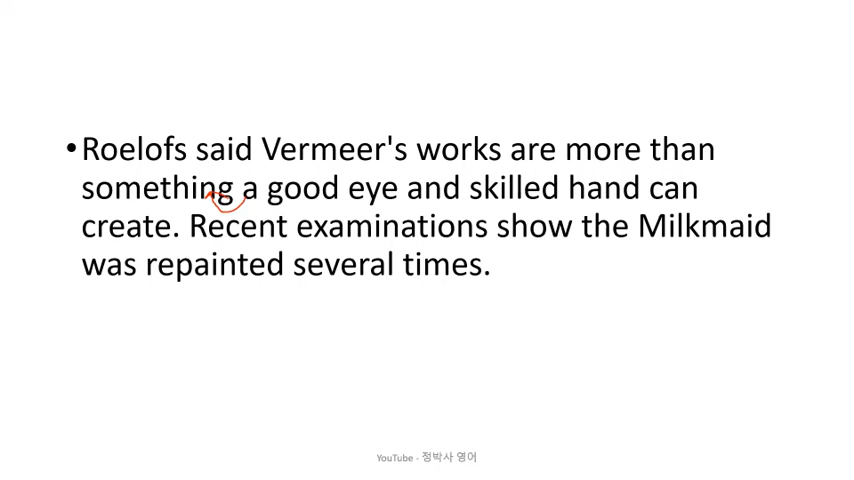 •Roelofs said Vermeer's works are more than
something a good eye and skilled hand can
create. Recent examinations show the Milkmaid
was repainted several times.
YouTube - 정박사 영어